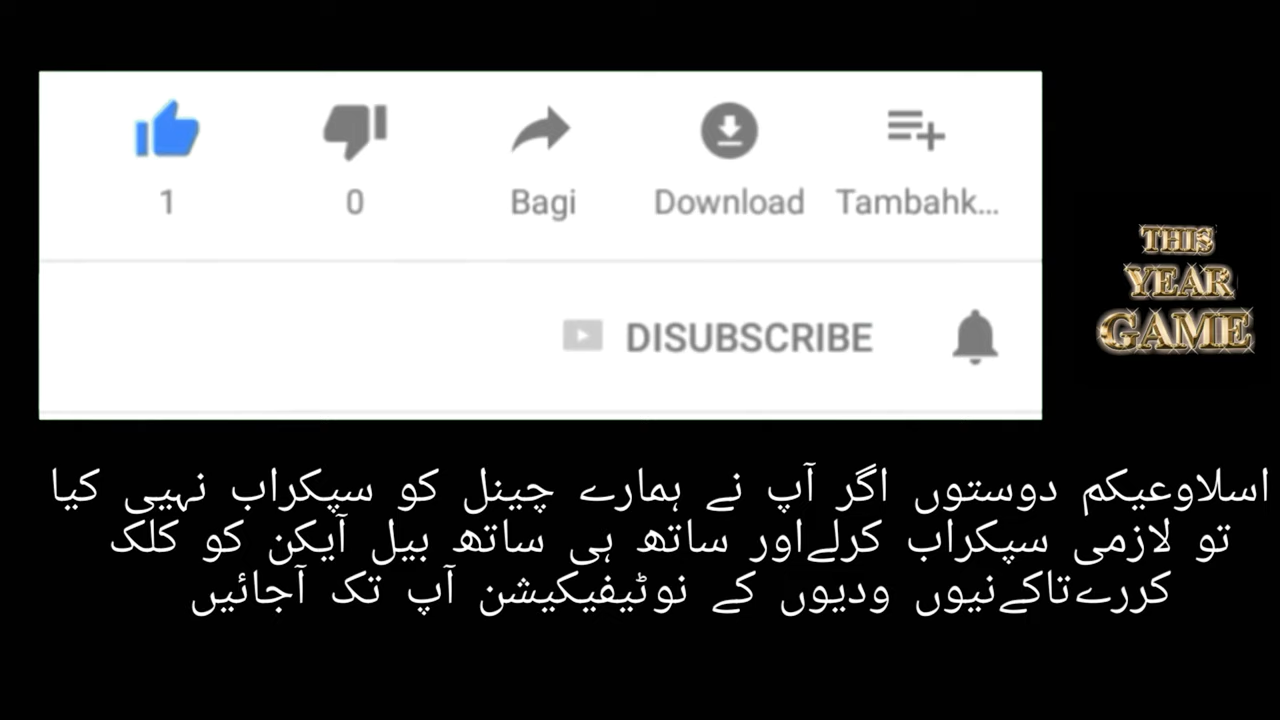 1
0
Bagi
Download
Tambahk...
DISUBSCRIBE
THIS
YEAR
GAME
اسلاوعیکم دوستوں اگر آپ نے ہمارے چینل کو سپکراب نہیی کیا
تو لازمی سپکراب کرلےاور ساتھ ہی ساتھ بیل آیکن کو کلک
کررےتاکےنیوں ودیوں کے نوٹیفیکیشن آپ تک آجائیں